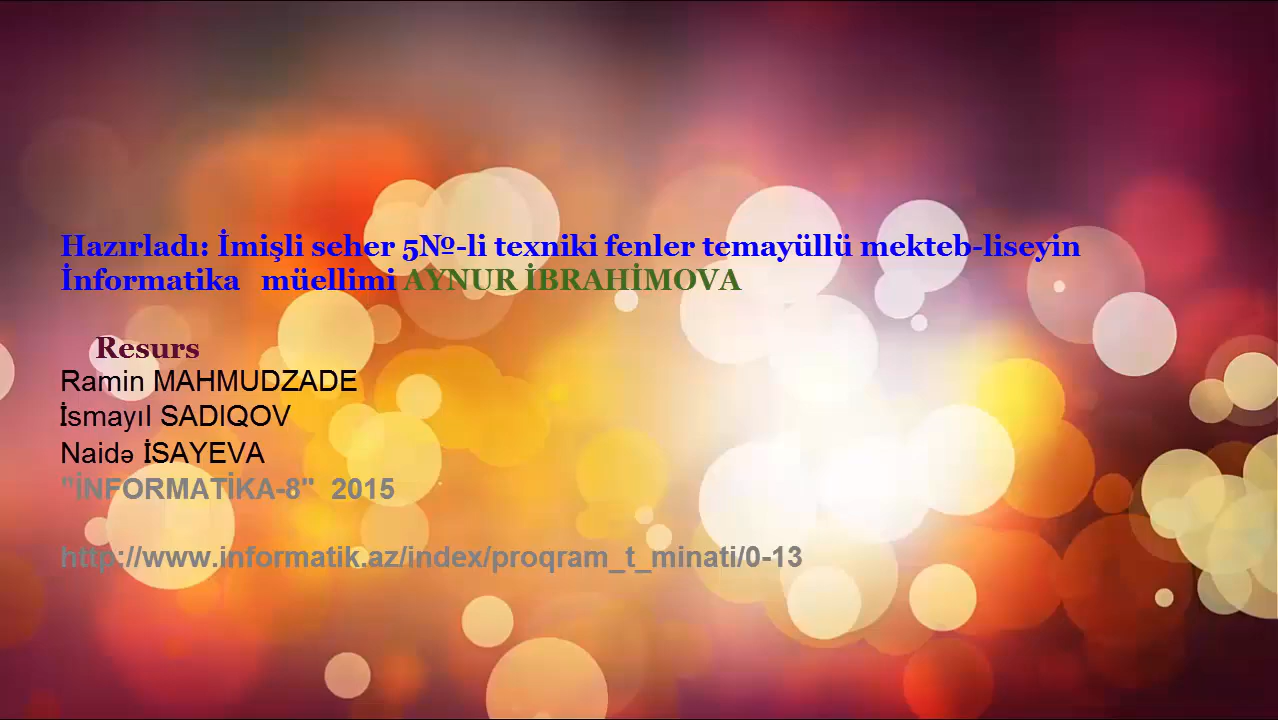 Hazırladı: İmişli seher 5№-li texniki fenler temayüllü mekteb-liseyin
İnformatika müellimi AYNUR İBRAHİMOVA
Resurs
Ramin MAHMUDZADE
İsmayıl SADIQOV
Naidə İSAYEVA
"İNFORMATİKA-8" 2015
http://www.informatik.az/index/proqram_t_minati/0-13